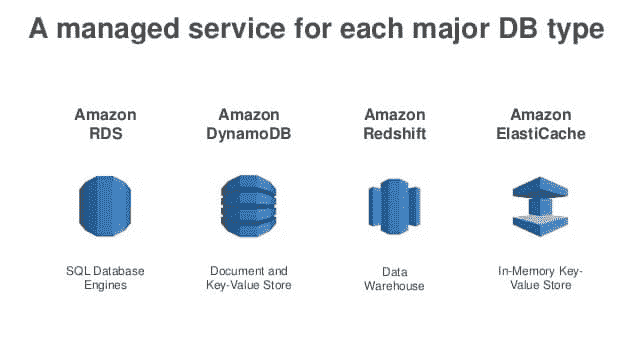 A managed service for each major DB type
Amazon
RDS
Amazon
DynamoDB
Amazon
Redshift
Amazon
ElastiCache
SQL Database
Engines
Document and
Key-Value Store
Data
Warehouse
In-Memory Key-
Value Store